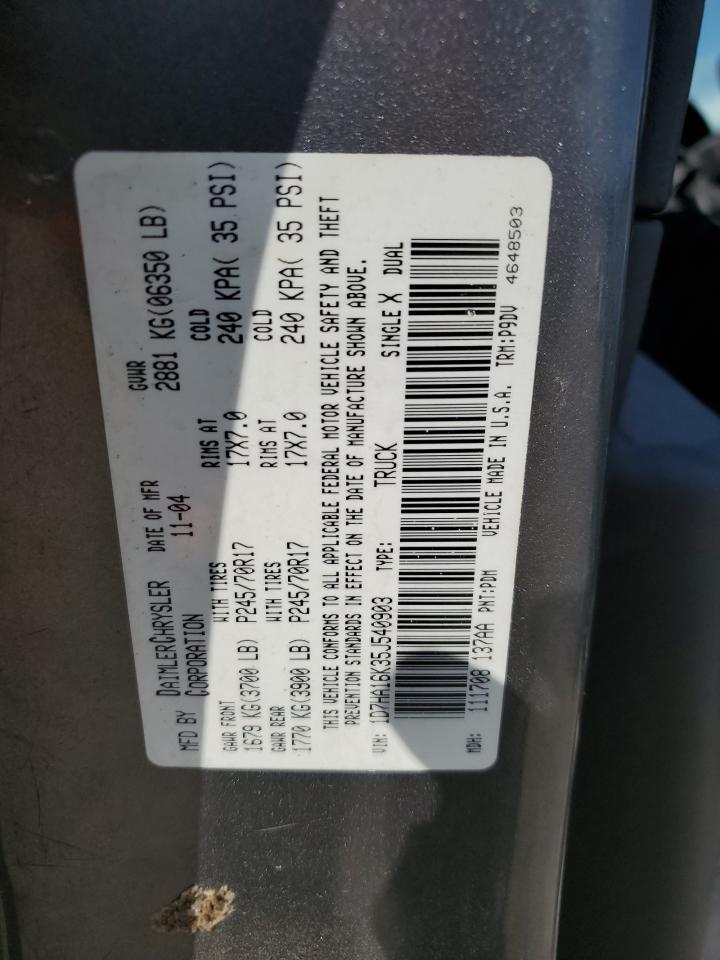 MFD BY DAIMLERCHRYSLER CORPORATION DATE OF MFR 11-04 GVWR 2881 KG(06350 LB)
GAWR FRONT WITH TIRES RIMS AT COLD
1679 KG(3700 LB) P245/70R17 17X7.0 240 KPA( 35 PSI)
GAWR REAR WITH TIRES RIMS AT COLD
1770 KG(3900 LB) P245/70R17 17X7.0 240 KPA( 35 PSI)
THIS VEHICLE CONFORMS TO ALL APPLICABLE FEDERAL MOTOR VEHICLE SAFETY AND THEFT
PREVENTION STANDARDS IN EFFECT ON THE DATE OF MANUFACTURE SHOWN ABOVE.
VIN: 1D7HA16K35J540903 TYPE: TRUCK SINGLE X DUAL
MDH: 111708 137AA PNT:PDM VEHICLE MADE IN U.S.A. TRM:P9DV 4648503